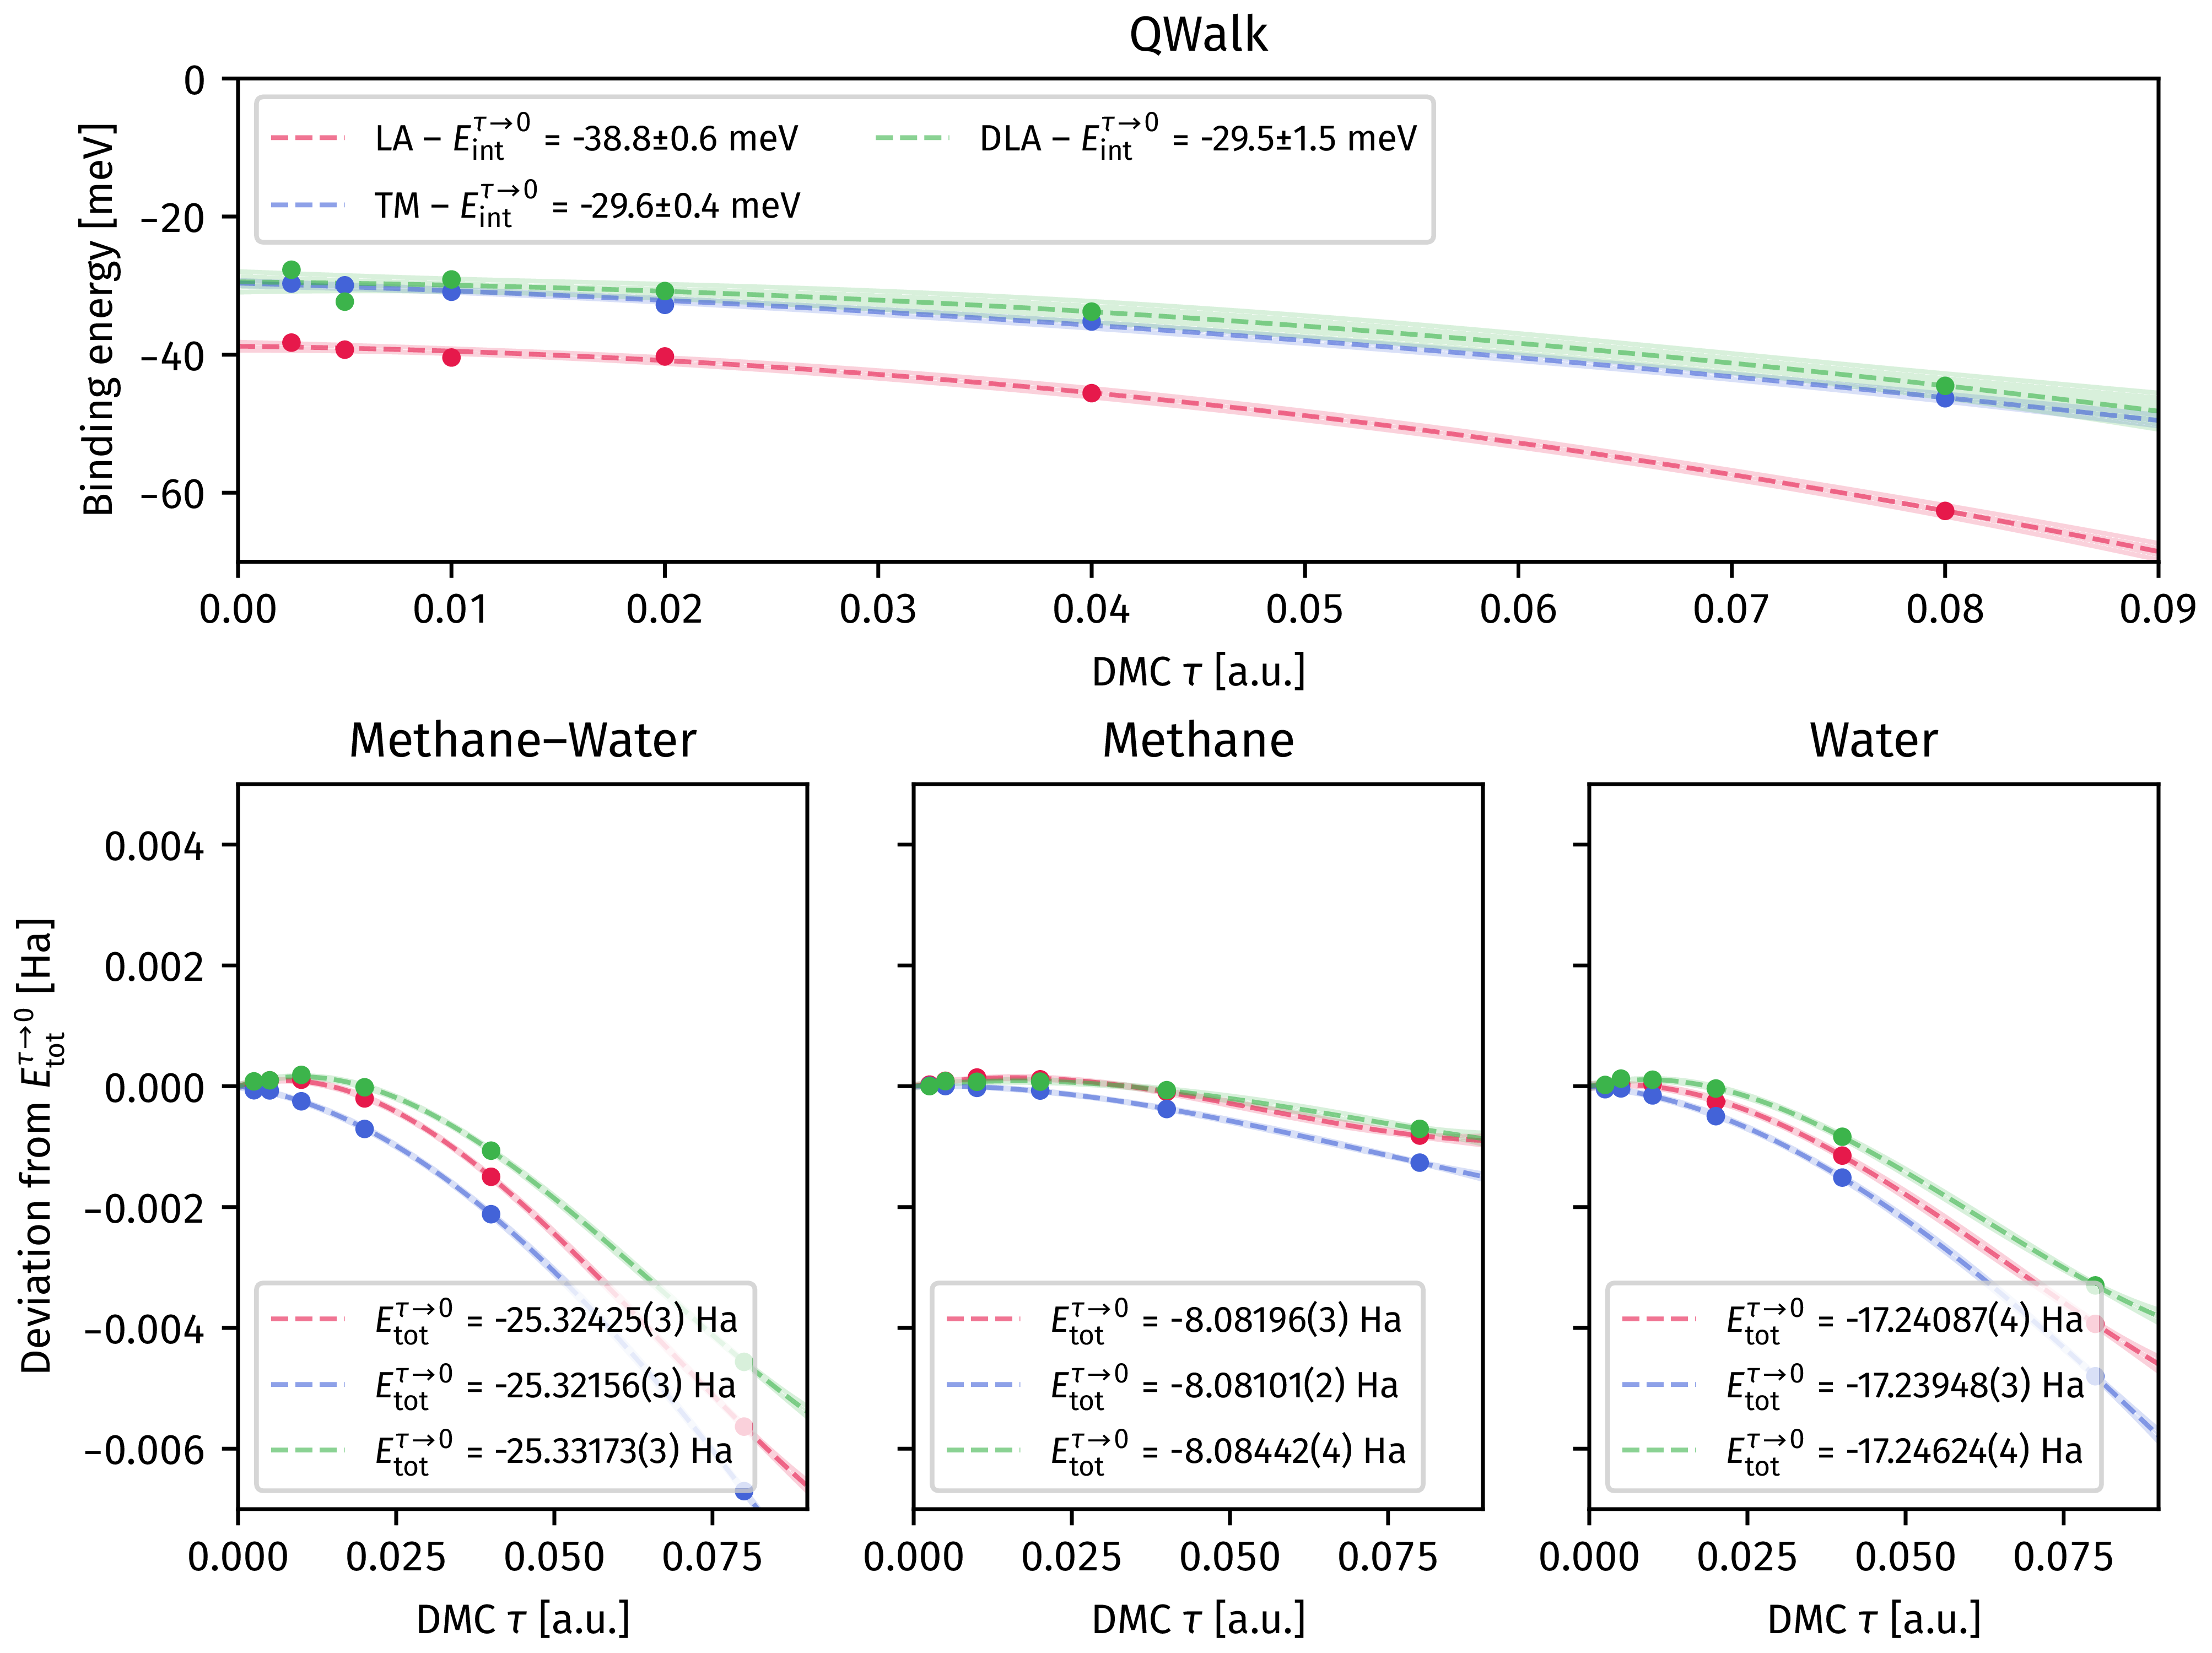 QWalk
Binding energy [meV]
0
−20
−40
−60
LA – E_int^{τ→0} = -38.8±0.6 meV
TM – E_int^{τ→0} = -29.6±0.4 meV
DLA – E_int^{τ→0} = -29.5±1.5 meV
0.00 0.01 0.02 0.03 0.04 0.05 0.06 0.07 0.08 0.09
DMC τ [a.u.]
Methane–Water
Methane
Water
Deviation from E_tot^{τ→0} [Ha]
0.004
0.002
0.000
−0.002
−0.004
−0.006
E_tot^{τ→0} = -25.32425(3) Ha
E_tot^{τ→0} = -25.32156(3) Ha
E_tot^{τ→0} = -25.33173(3) Ha
0.000 0.025 0.050 0.075
DMC τ [a.u.]
E_tot^{τ→0} = -8.08196(3) Ha
E_tot^{τ→0} = -8.08101(2) Ha
E_tot^{τ→0} = -8.08442(4) Ha
0.000 0.025 0.050 0.075
DMC τ [a.u.]
E_tot^{τ→0} = -17.24087(4) Ha
E_tot^{τ→0} = -17.23948(3) Ha
E_tot^{τ→0} = -17.24624(4) Ha
0.000 0.025 0.050 0.075
DMC τ [a.u.]